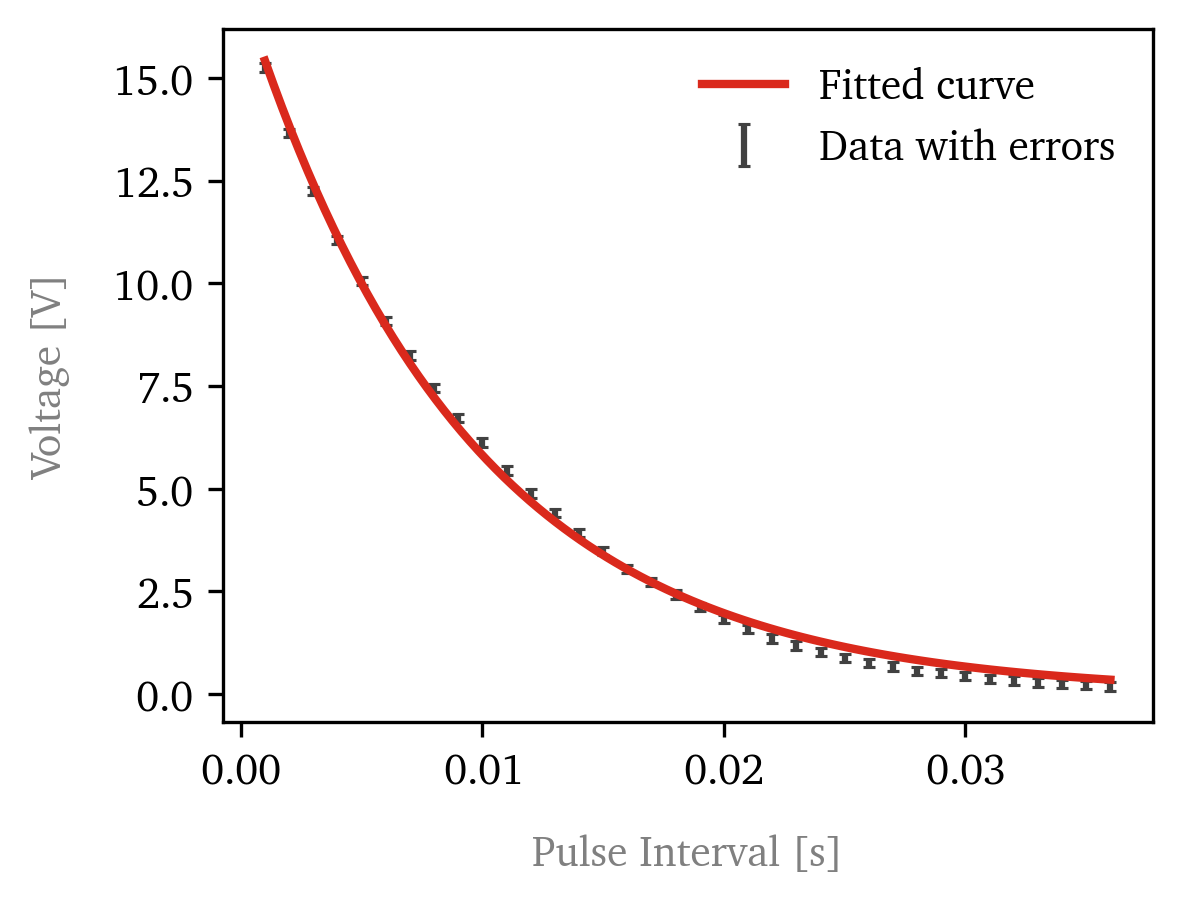 15.0
12.5
10.0
7.5
5.0
2.5
0.0
Voltage [V]
Fitted curve
Data with errors
0.00 0.01 0.02 0.03
Pulse Interval [s]